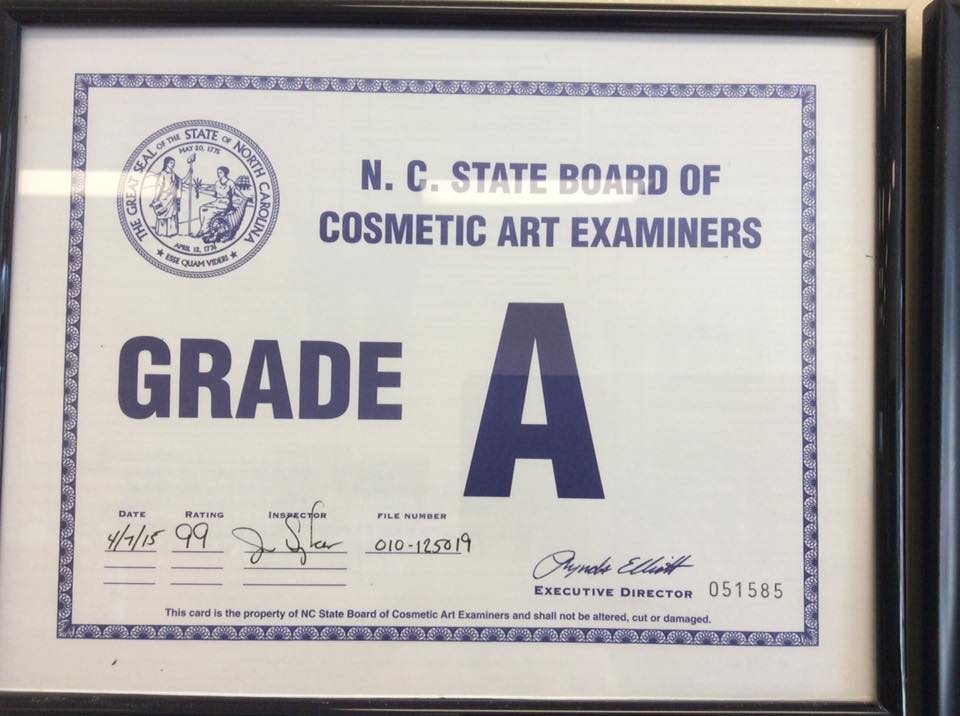 THE GREAT SEAL OF THE STATE OF NORTH CAROLINA
MAY 20, 1775
APRIL 12, 1776
★ ESSE QUAM VIDERI ★
N. C. STATE BOARD OF
COSMETIC ART EXAMINERS
GRADE A
DATE RATING INSPECTOR FILE NUMBER
4/7/15 99 010-125019
EXECUTIVE DIRECTOR 051585
This card is the property of NC State Board of Cosmetic Art Examiners and shall not be altered, cut or damaged.